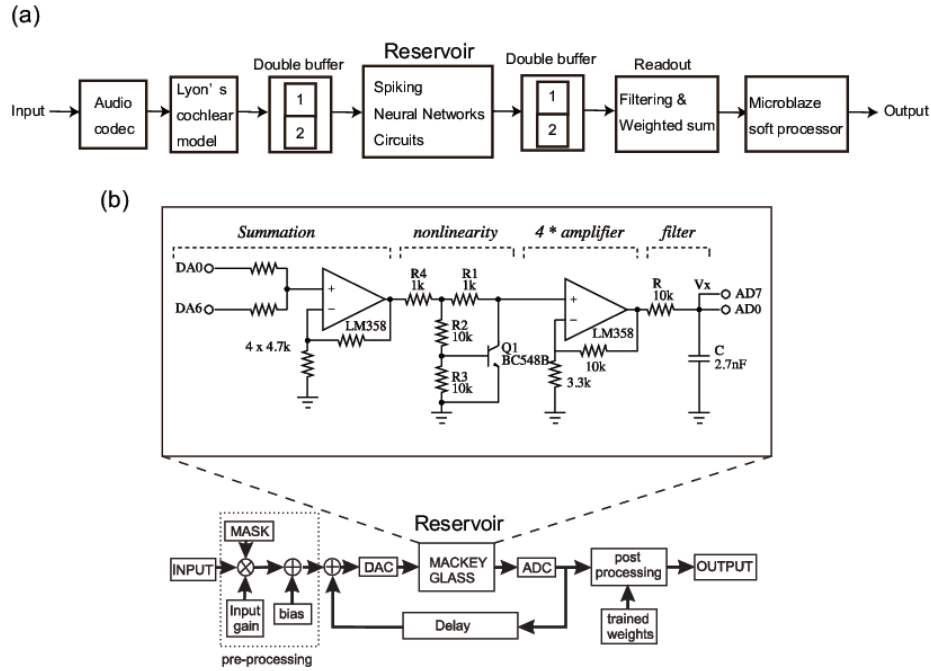 (a)
Reservoir
Double buffer
Double buffer
Readout
Input
Audio
codec
Lyon's
cochlear
model
1
2
Spiking
Neural Networks
Circuits
1
2
Filtering &
Weighted sum
Microblaze
soft processor
Output
(b)
Summation
nonlinearity
4 * amplifier
filter
DA0
DA6
+
−
LM358
4 x 4.7k
R4
1k
R1
1k
R2
10k
R3
10k
Q1
BC548B
+
−
LM358
10k
3.3k
R
10k
Vx
AD7
AD0
C
2.7nF
Reservoir
MASK
INPUT
DAC
MACKEY
GLASS
ADC
post
processing
OUTPUT
Input
gain
bias
Delay
trained
weights
pre-processing